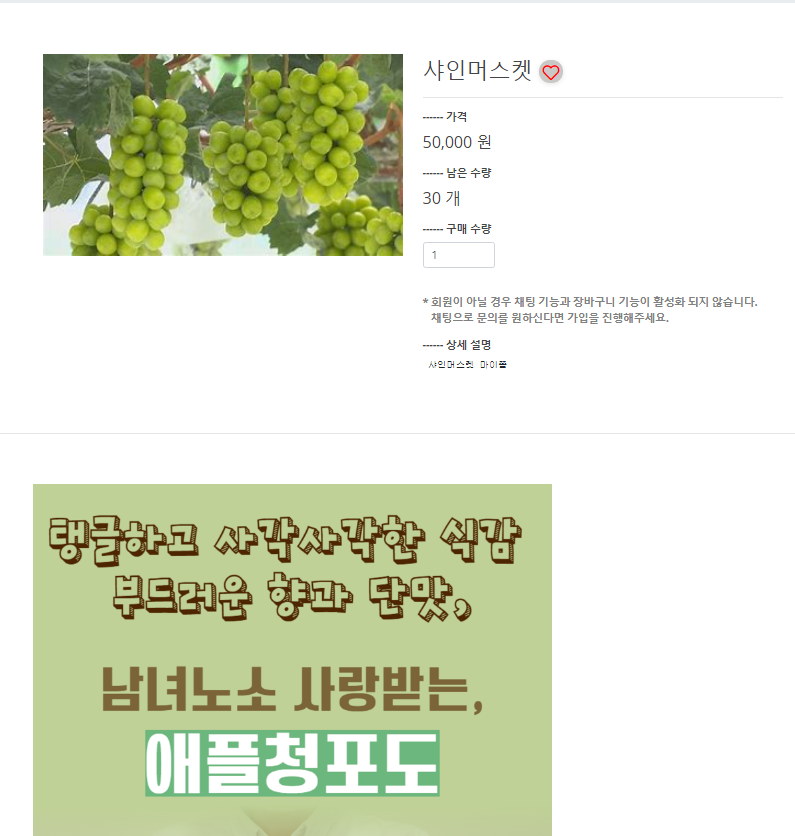 샤인머스켓
------ 가격
50,000 원
------ 남은 수량
30 개
------ 구매 수량
1
* 회원이 아닐 경우 채팅 기능과 장바구니 기능이 활성화 되지 않습니다.
채팅으로 문의를 원하신다면 가입을 진행해주세요.
------ 상세 설명
샤인머스켓 마이쪙
탱글하고 사각사각한 식감
부드러운 향과 단맛,
남녀노소 사랑받는,
애플청포도